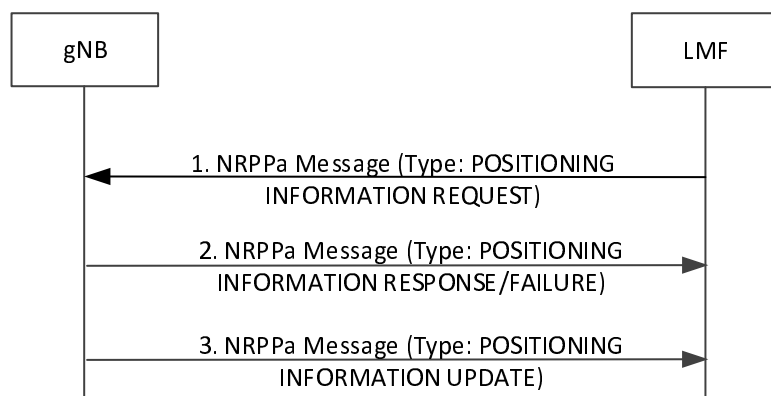 gNB
LMF
1. NRPPa Message (Type: POSITIONING
INFORMATION REQUEST)
2. NRPPa Message (Type: POSITIONING
INFORMATION RESPONSE/FAILURE)
3. NRPPa Message (Type: POSITIONING
INFORMATION UPDATE)